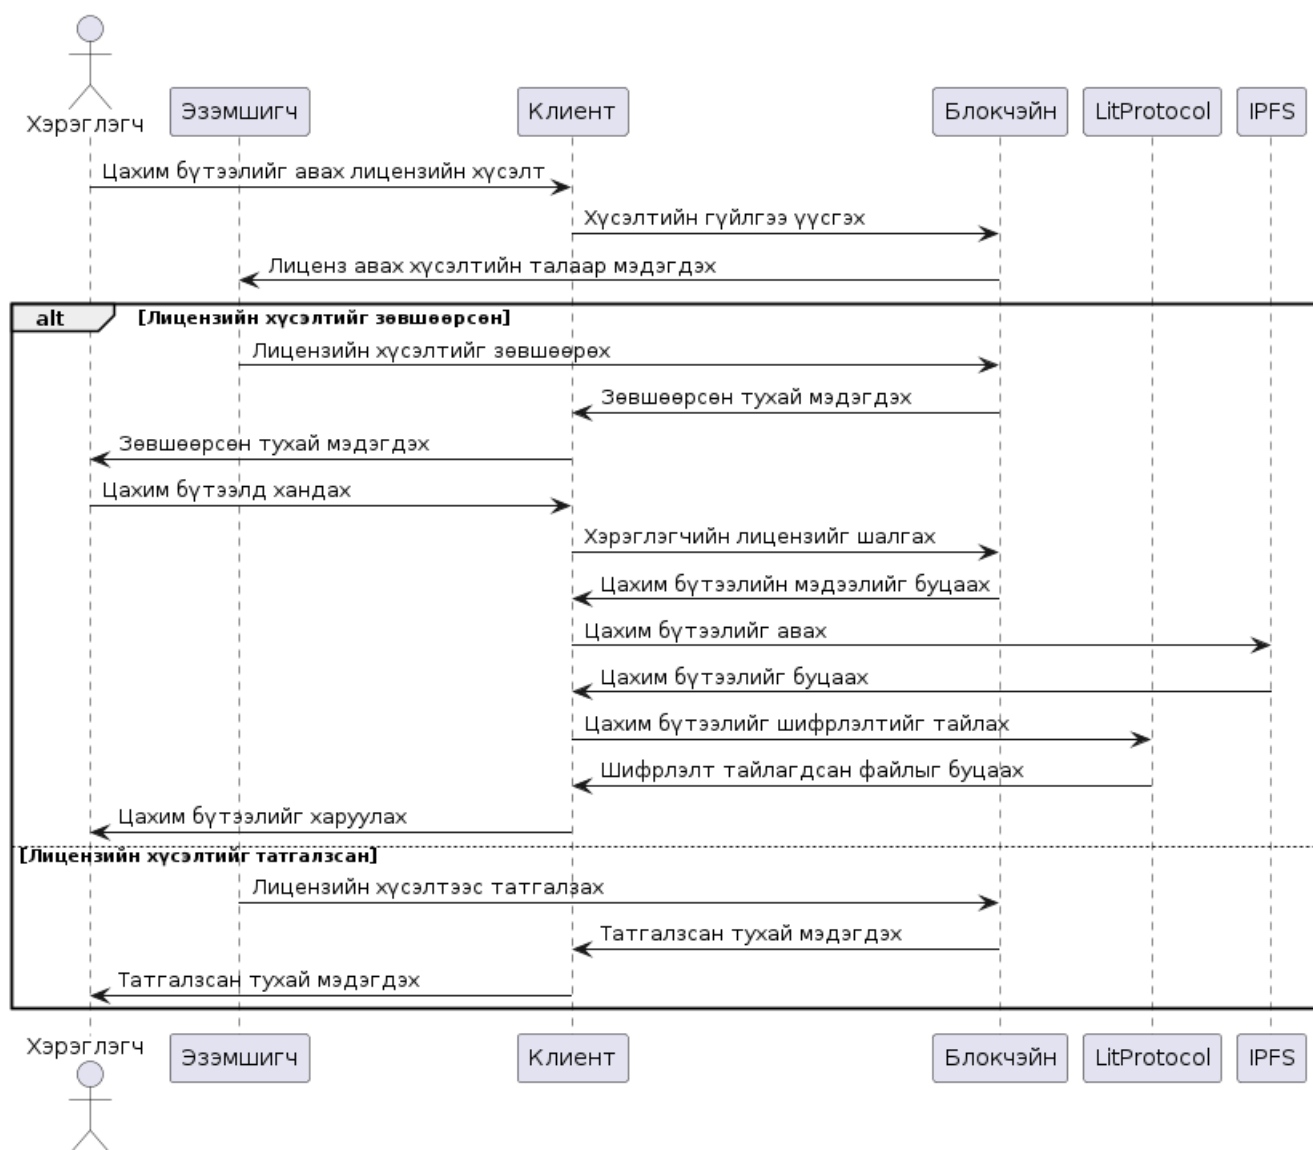 Хэрэглэгч
Эзэмшигч
Клиент
Блокчэйн
LitProtocol
IPFS
Цахим бүтээлийг авах лицензийн хүсэлт
Хүсэлтийн гүйлгээ үүсгэх
Лиценз авах хүсэлтийн талаар мэдэгдэх
alt
[Лицензийн хүсэлтийг зөвшөөрсөн]
Лицензийн хүсэлтийг зөвшөөрөх
Зөвшөөрсөн тухай мэдэгдэх
Зөвшөөрсөн тухай мэдэгдэх
Цахим бүтээлд хандах
Хэрэглэгчийн лицензийг шалгах
Цахим бүтээлийн мэдээлийг буцаах
Цахим бүтээлийг авах
Цахим бүтээлийг буцаах
Цахим бүтээлийг шифрлэлтийг тайлах
Шифрлэлт тайлагдсан файлыг буцаах
Цахим бүтээлийг харуулах
[Лицензийн хүсэлтийг татгалзсан]
Лицензийн хүсэлтээс татгалзах
Татгалзсан тухай мэдэгдэх
Татгалзсан тухай мэдэгдэх
Хэрэглэгч
Эзэмшигч
Клиент
Блокчэйн
LitProtocol
IPFS